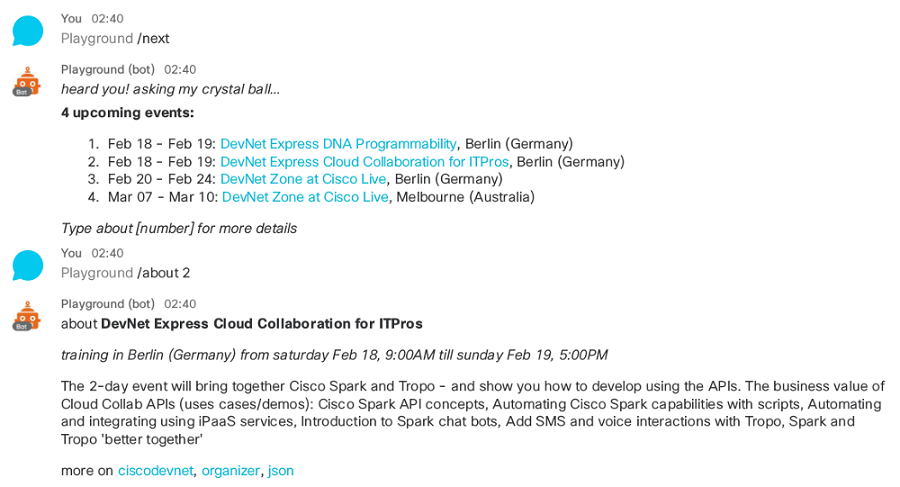 You 02:40
Playground /next
Playground (bot) 02:40
heard you! asking my crystal ball...
Bot
4 upcoming events:
1. Feb 18 - Feb 19: DevNet Express DNA Programmability, Berlin (Germany)
2. Feb 18 - Feb 19: DevNet Express Cloud Collaboration for ITPros, Berlin (Germany)
3. Feb 20 - Feb 24: DevNet Zone at Cisco Live, Berlin (Germany)
4. Mar 07 - Mar 10: DevNet Zone at Cisco Live, Melbourne (Australia)
Type about [number] for more details
You 02:40
Playground /about 2
Playground (bot) 02:40
about DevNet Express Cloud Collaboration for ITPros
Bot
training in Berlin (Germany) from saturday Feb 18, 9:00AM till sunday Feb 19, 5:00PM
The 2-day event will bring together Cisco Spark and Tropo - and show you how to develop using the APIs. The business value of
Cloud Collab APIs (uses cases/demos): Cisco Spark API concepts, Automating Cisco Spark capabilities with scripts, Automating
and integrating using iPaaS services, Introduction to Spark chat bots, Add SMS and voice interactions with Tropo, Spark and
Tropo 'better together'
more on ciscodevnet, organizer, json